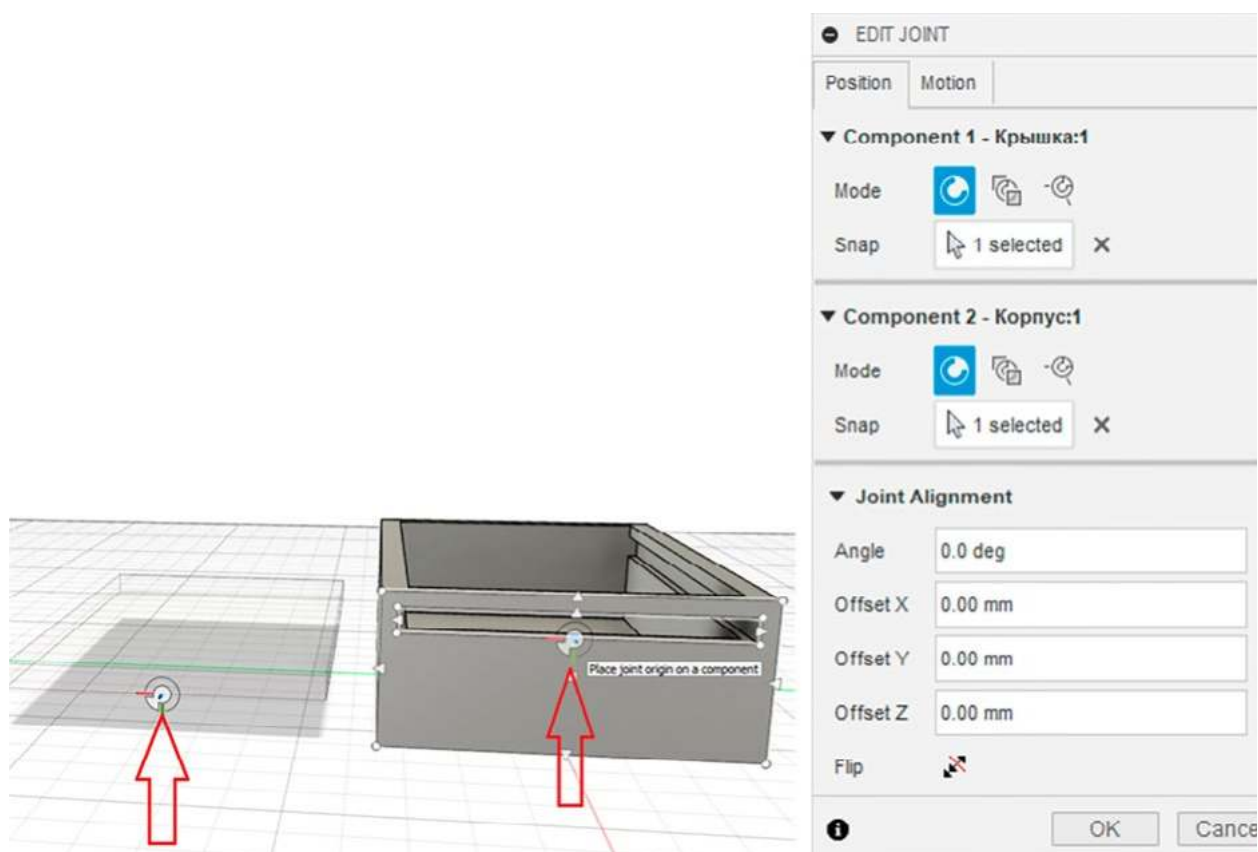 EDIT JOINT
Position Motion
Component 1 - Крышка:1
Mode
Snap 1 selected
Component 2 - Корпус:1
Mode
Snap 1 selected
Joint Alignment
Angle 0.0 deg
Offset X 0.00 mm
Offset Y 0.00 mm
Offset Z 0.00 mm
Flip
OK Cance
Place joint origin on a component